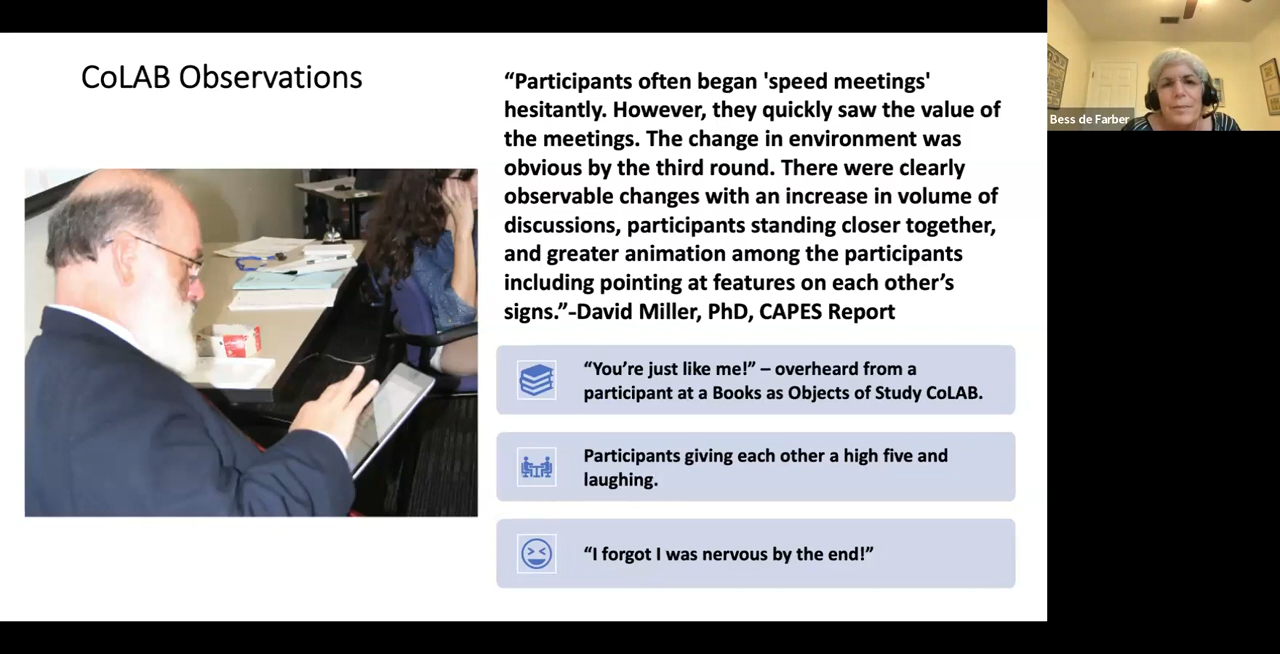 CoLAB Observations
“Participants often began 'speed meetings'
hesitantly. However, they quickly saw the value of
the meetings. The change in environment was
obvious by the third round. There were clearly
observable changes with an increase in volume of
discussions, participants standing closer together,
and greater animation among the participants
including pointing at features on each other’s
signs.”-David Miller, PhD, CAPES Report
“You’re just like me!” – overheard from a
participant at a Books as Objects of Study CoLAB.
Participants giving each other a high five and
laughing.
“I forgot I was nervous by the end!”
Bess de Farber